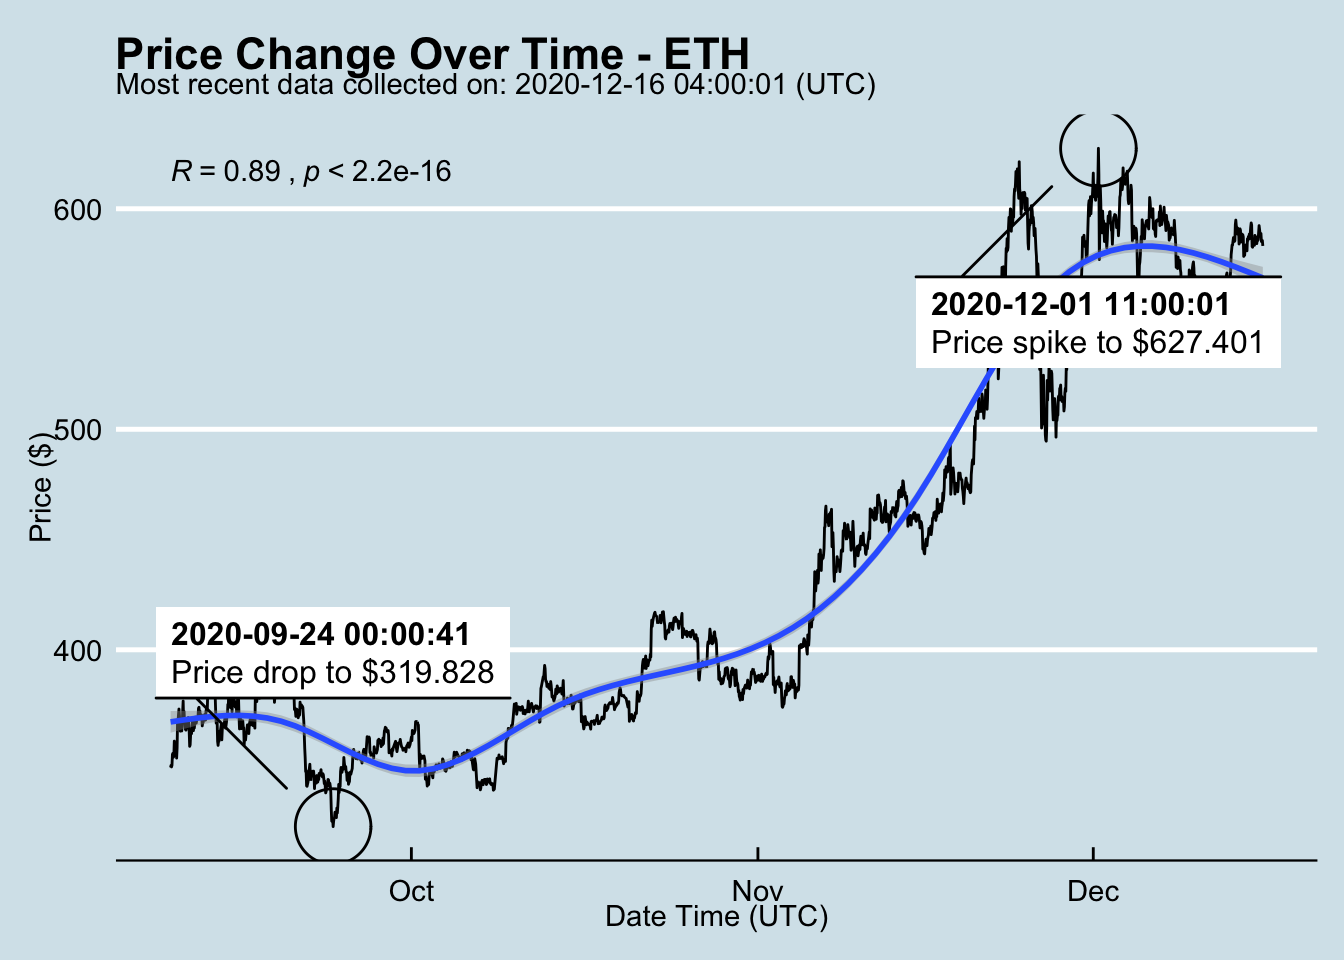 Price Change Over Time - ETH
Most recent data collected on: 2020-12-16 04:00:01 (UTC)
R = 0.89 , p < 2.2e-16
600
500
400
Price ($)
2020-12-01 11:00:01
Price spike to $627.401
2020-09-24 00:00:41
Price drop to $319.828
Oct
Nov
Dec
Date Time (UTC)